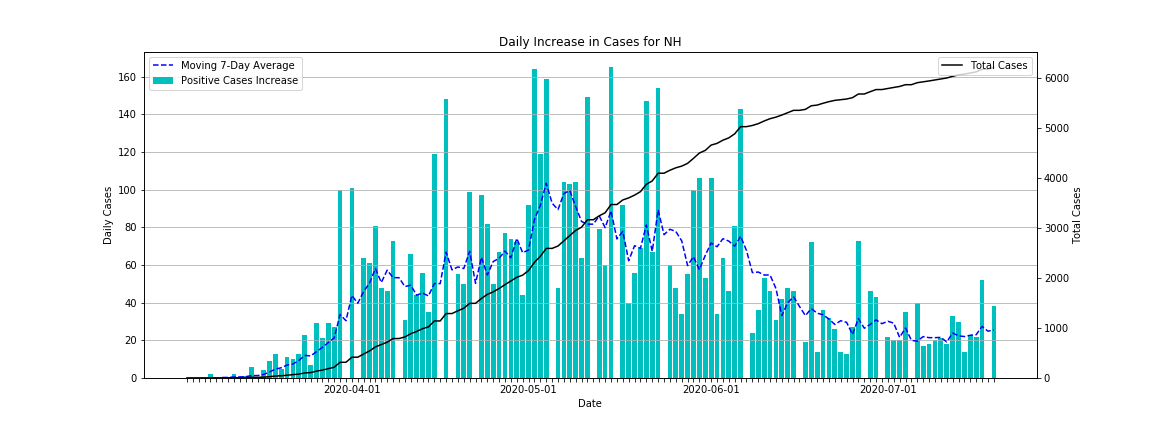 Daily Increase in Cases for NH
Moving 7-Day Average
Positive Cases Increase
Total Cases
160
140
120
100
80
60
40
20
0
Daily Cases
6000
5000
4000
3000
2000
1000
0
Total Cases
2020-04-01 2020-05-01 2020-06-01 2020-07-01
Date